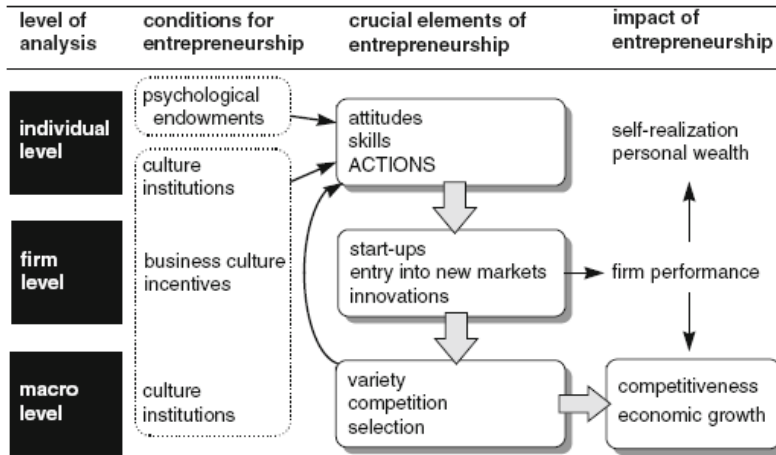 level of analysis
conditions for entrepreneurship
crucial elements of entrepreneurship
impact of entrepreneurship
individual level
psychological endowments
culture
institutions
attitudes
skills
ACTIONS
self-realization
personal wealth
firm level
business culture
incentives
start-ups
entry into new markets
innovations
firm performance
macro level
culture
institutions
variety
competition
selection
competitiveness
economic growth